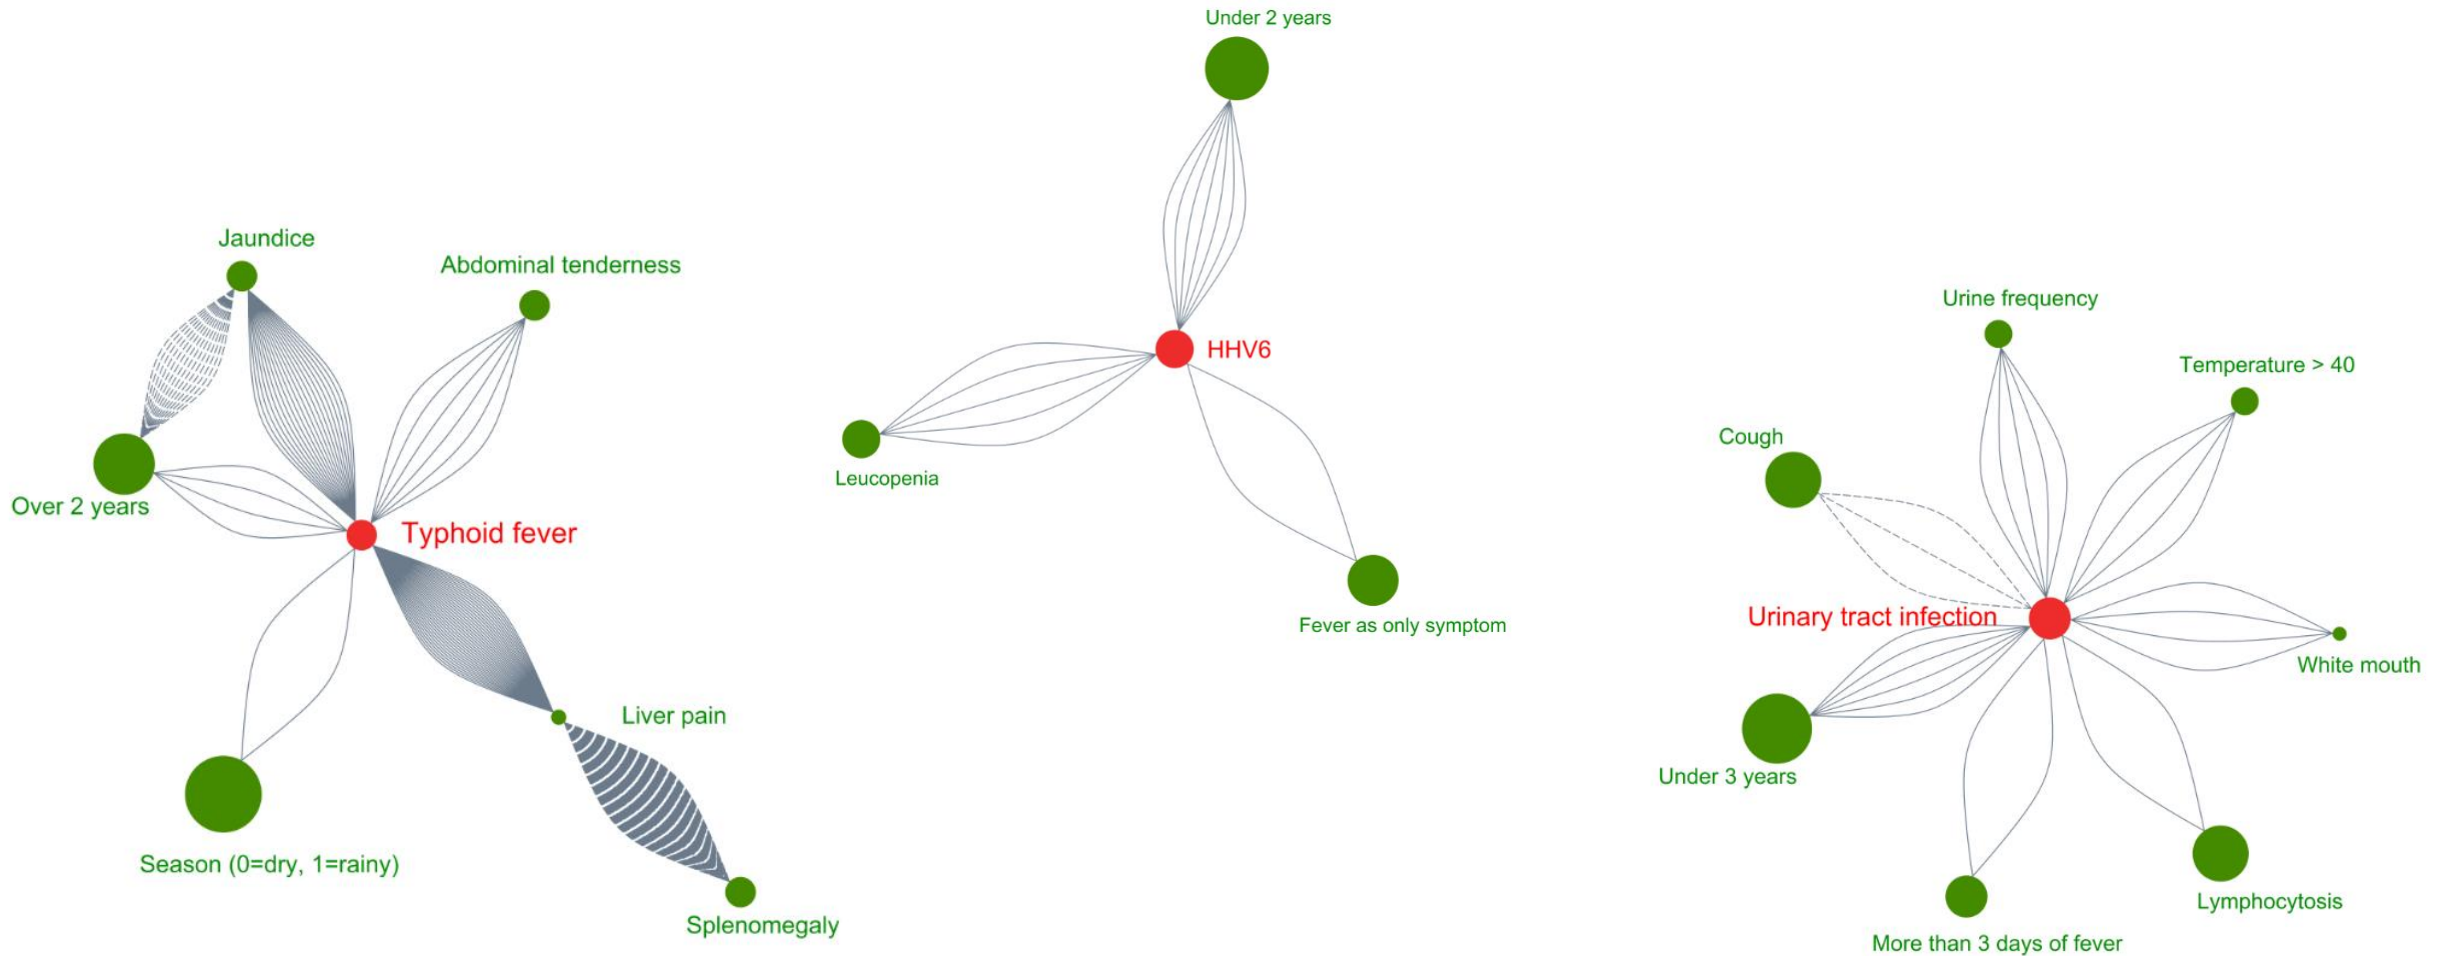 Jaundice
Abdominal tenderness
Over 2 years
Typhoid fever
Season (0=dry, 1=rainy)
Liver pain
Splenomegaly
Under 2 years
HHV6
Leucopenia
Fever as only symptom
Urine frequency
Temperature > 40
Cough
Urinary tract infection
White mouth
Under 3 years
Lymphocytosis
More than 3 days of fever